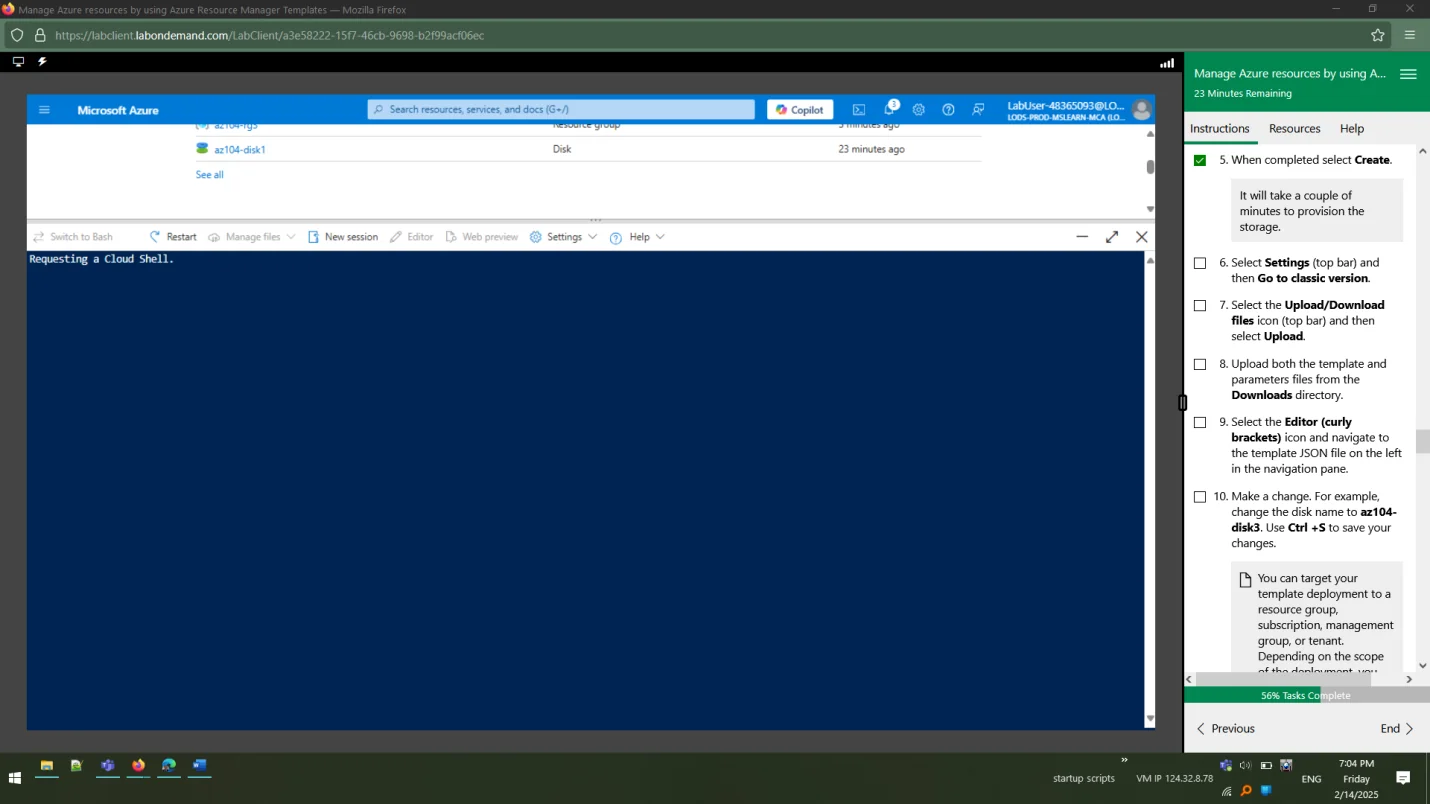 Manage Azure resources by using Azure Resource Manager Templates — Mozilla Firefox
https://labclient.labondemand.com/LabClient/a3e58222-15f7-46cb-9698-b2f99acf06ec
Microsoft Azure
Search resources, services, and docs (G+/)
Copilot
1
LabUser-48365093@LO...
LODS-PROD-MSLEARN-MCA (LO...
az104-rg3 Resource group 3 minutes ago
az104-disk1 Disk 23 minutes ago
See all
Switch to Bash Restart Manage files New session Editor Web preview Settings Help
Requesting a Cloud Shell.
Manage Azure resources by using A...
23 Minutes Remaining
Instructions Resources Help
5. When completed select Create.
It will take a couple of
minutes to provision the
storage.
6. Select Settings (top bar) and
then Go to classic version.
7. Select the Upload/Download
files icon (top bar) and then
select Upload.
8. Upload both the template and
parameters files from the
Downloads directory.
9. Select the Editor (curly
brackets) icon and navigate to
the template JSON file on the left
in the navigation pane.
10. Make a change. For example,
change the disk name to az104-
disk3. Use Ctrl +S to save your
changes.
You can target your
template deployment to a
resource group,
subscription, management
group, or tenant.
Depending on the scope
of the deployment, you
56% Tasks Complete
Previous End
startup scripts
VM IP 124.32.8.78
ENG
7:04 PM
Friday
2/14/2025